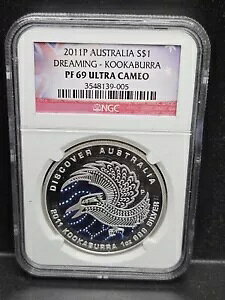 2011P AUSTRALIA S$1
DREAMING - KOOKABURRA
PF 69 ULTRA CAMEO
3548139-005
NGC
DISCOVER AUSTRALIA
P
2011 KOOKABURRA 1oz 999 SILVER